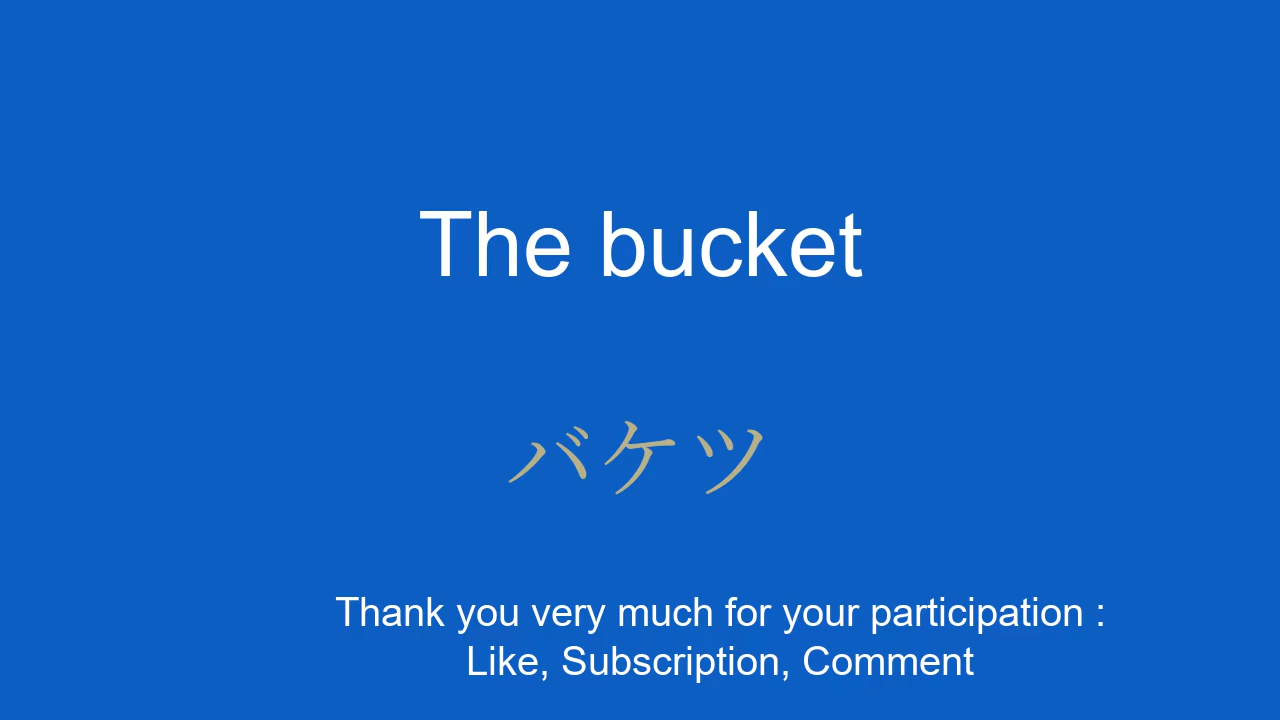 The bucket
バケツ
Thank you very much for your participation :
Like, Subscription, Comment